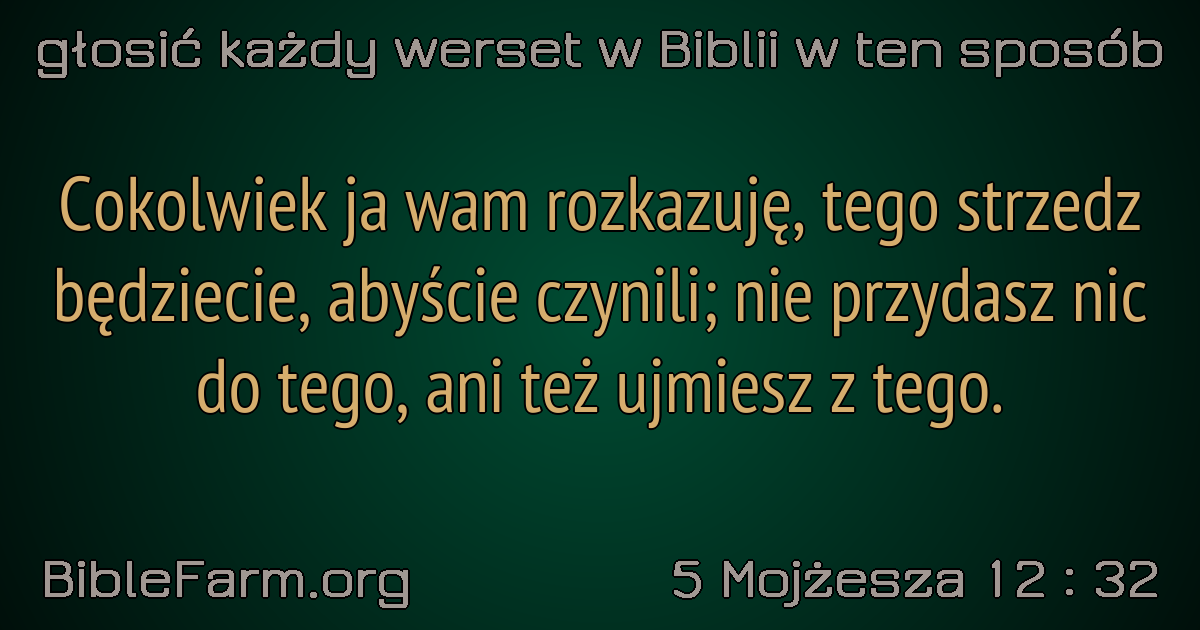 głosić każdy werset w Biblii w ten sposób
Cokolwiek ja wam rozkazuję, tego strzedz
będziecie, abyście czynili; nie przydasz nic
do tego, ani też ujmiesz z tego.
BibleFarm.org
5 Mojżesza 12 : 32